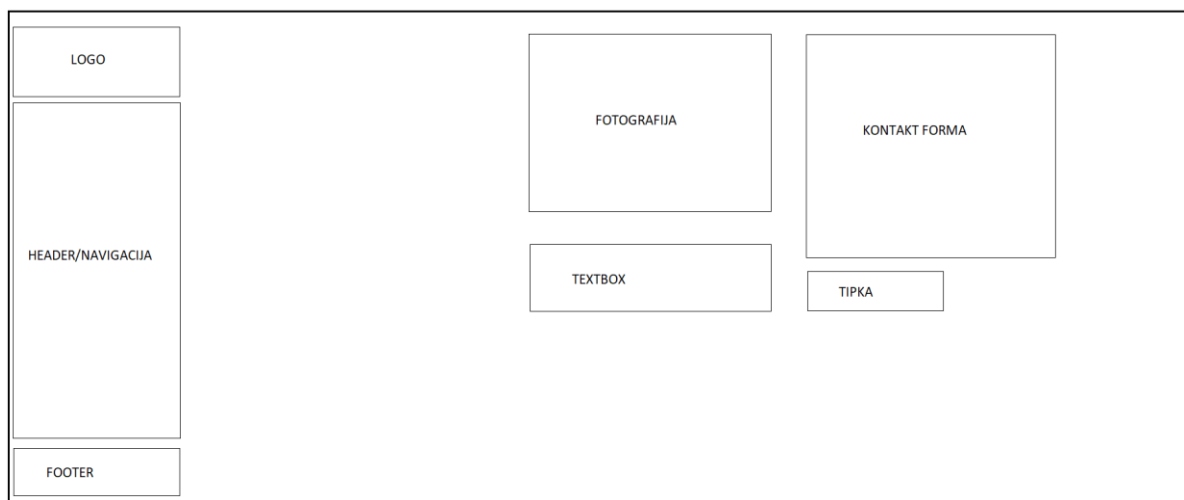 LOGO
HEADER/NAVIGACIJA
FOOTER
FOTOGRAFIJA
TEXTBOX
KONTAKT FORMA
TIPKA